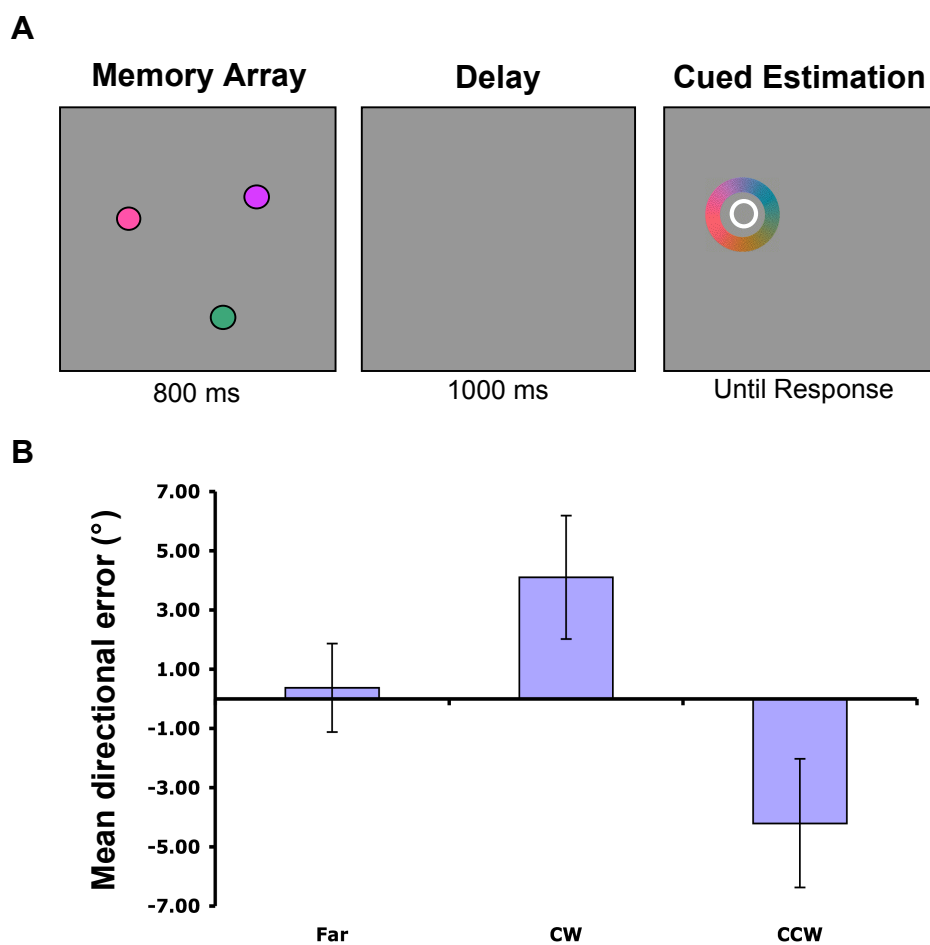 A
Memory Array Delay Cued Estimation
800 ms 1000 ms Until Response
B
Mean directional error (°)
7.00
5.00
3.00
1.00
-1.00
-3.00
-5.00
-7.00
Far CW CCW